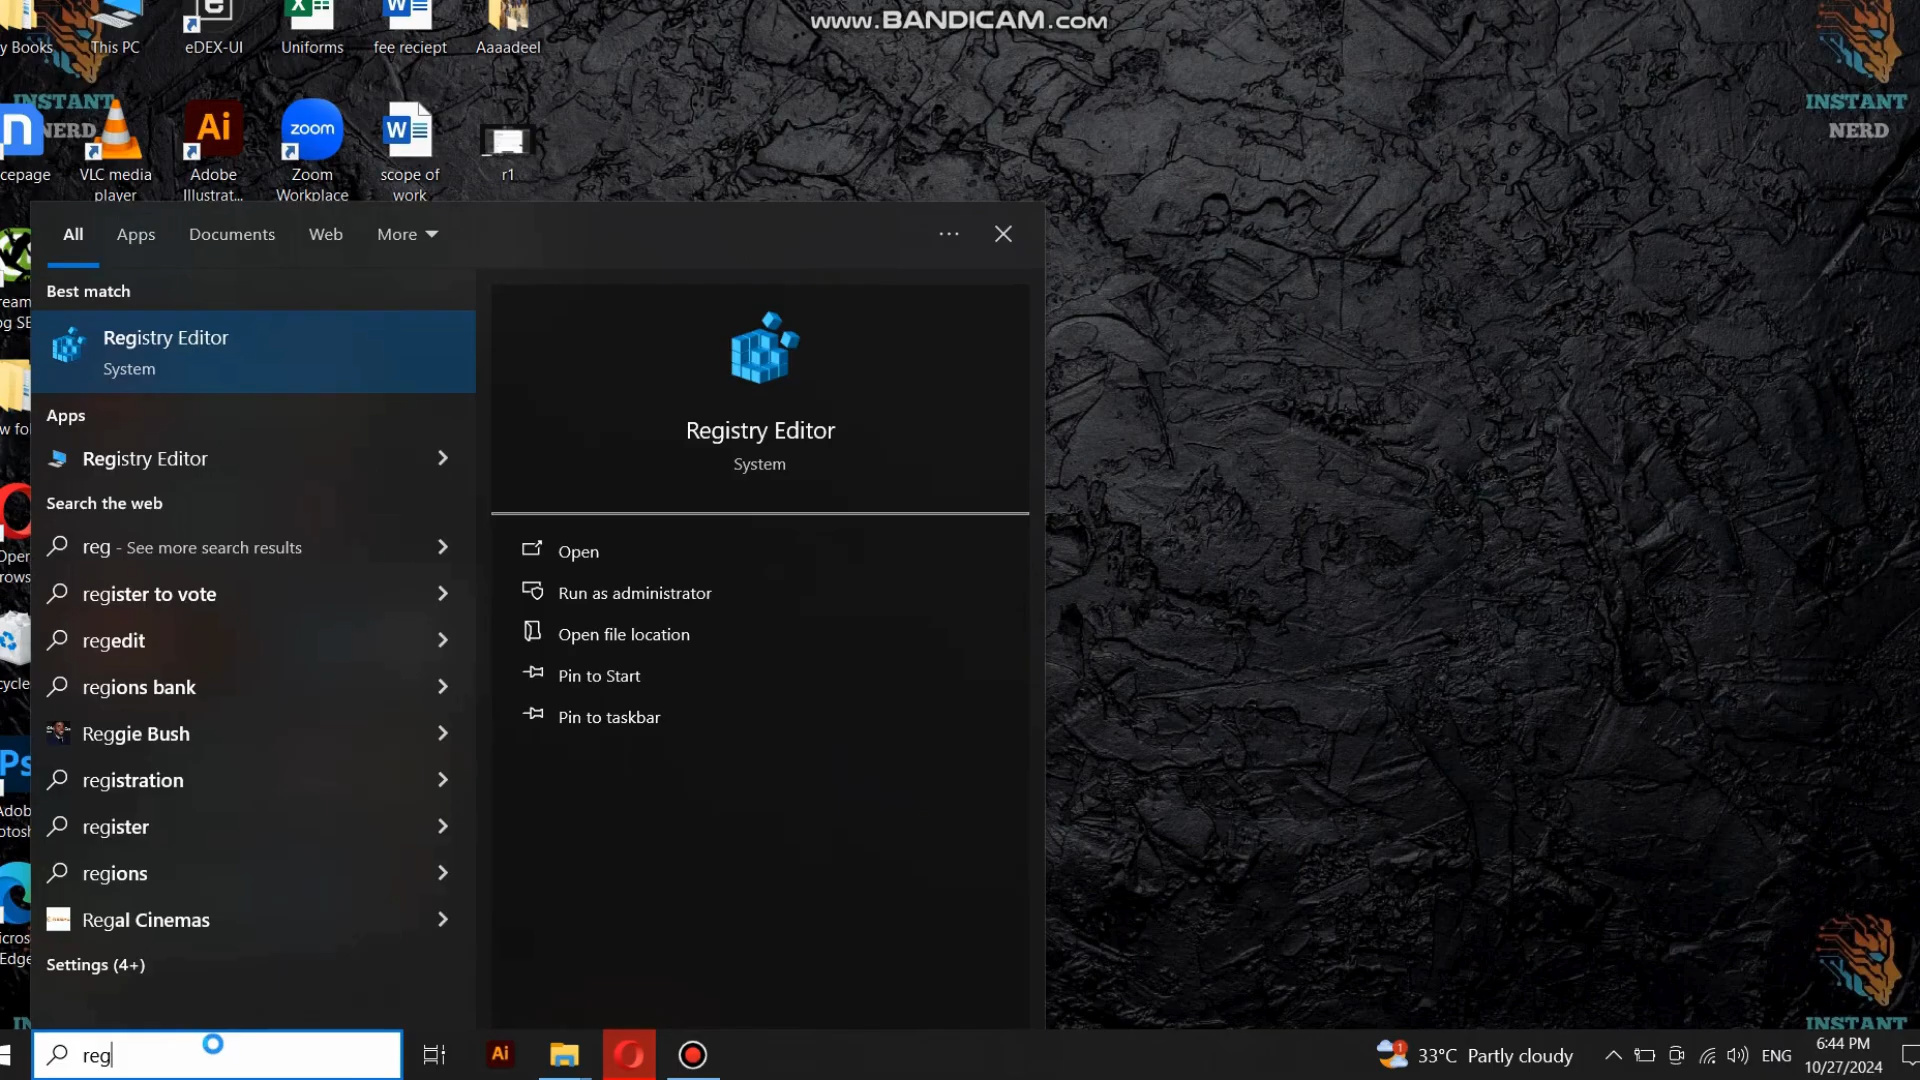 www.BANDICAM.com
y Books
This PC
eDEX-UI
Uniforms
fee reciept
Aaaadeel
INSTANT
NERD
INSTANT
NERD
cepage
VLC media
player
Ai
Adobe
Illustrat...
zoom
Zoom
Workplace
scope of
work
r1
All
Apps
Documents
Web
More
Best match
Registry Editor
System
Apps
Registry Editor
Search the web
reg - See more search results
register to vote
regedit
regions bank
Reggie Bush
registration
register
regions
Regal Cinemas
Settings (4+)
Registry Editor
System
Open
Run as administrator
Open file location
Pin to Start
Pin to taskbar
INSTANT
reg
Ai
33°C Partly cloudy
ENG
6:44 PM
10/27/2024